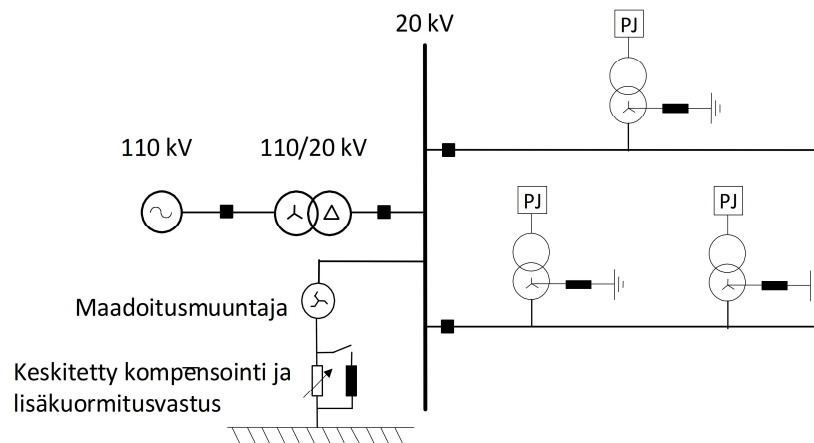 20 kV
PJ
110 kV
110/20 kV
PJ
PJ
Maadoitusmuuntaja
Keskitetty kompensointi ja
lisäkuormitusvastus